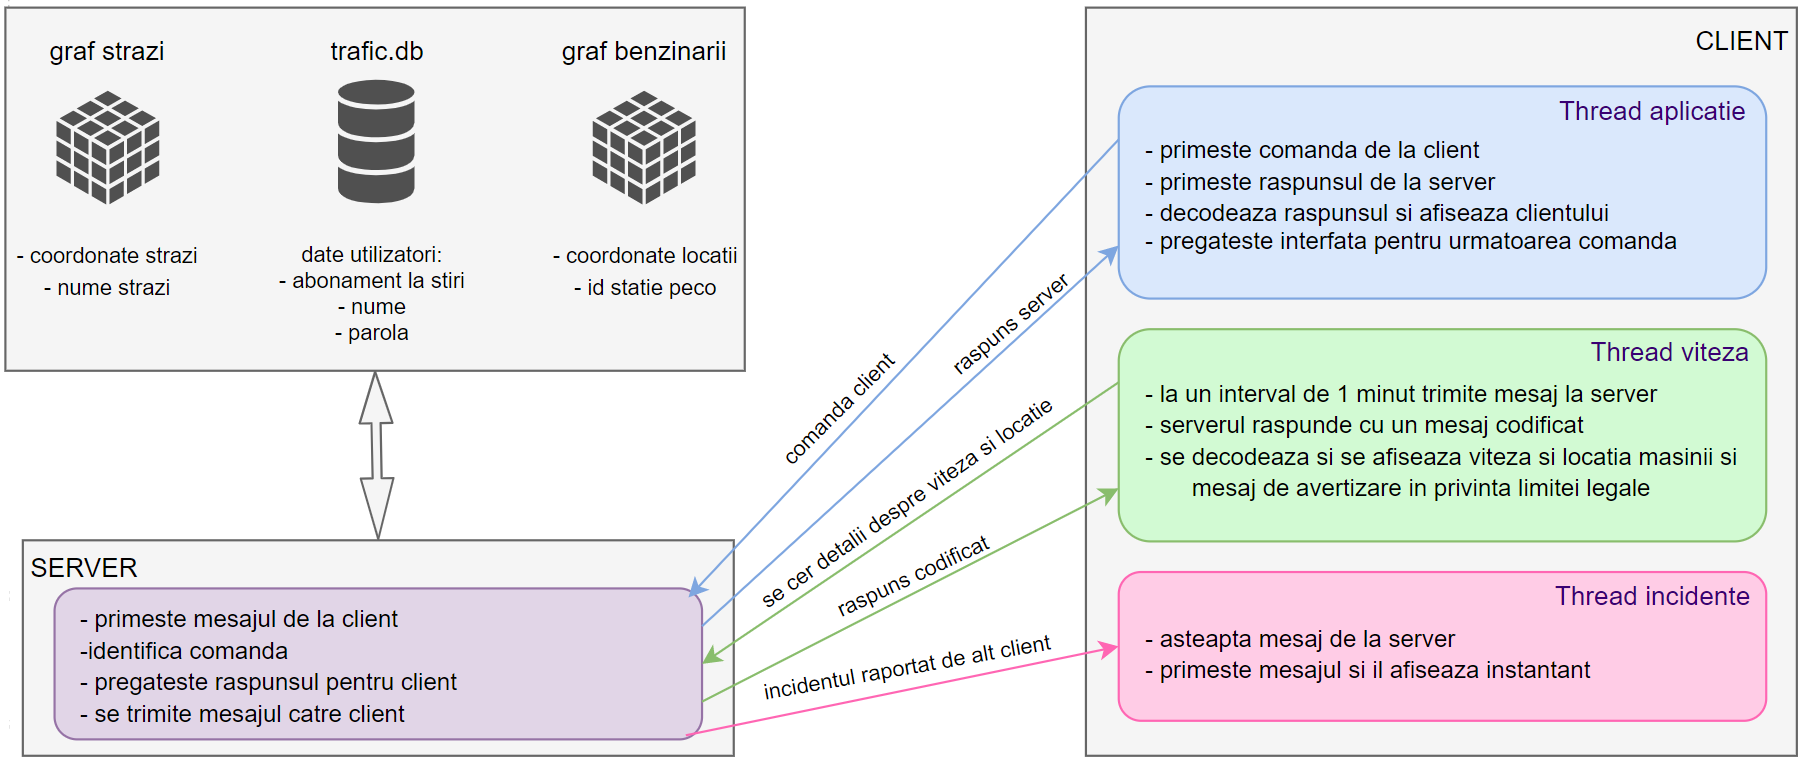 graf strazi
- coordonate strazi
- nume strazi
trafic.db
date utilizatori:
- abonament la stiri
- nume
- parola
graf benzinarii
- coordonate locatii
- id statie peco
SERVER
- primeste mesajul de la client
-identifica comanda
- pregateste raspunsul pentru client
- se trimite mesajul catre client
comanda client
raspuns server
se cer detalii despre viteza si locatie
raspuns codificat
incidentul raportat de alt client
CLIENT
Thread aplicatie
- primeste comanda de la client
- primeste raspunsul de la server
- decodeaza raspunsul si afiseaza clientului
- pregateste interfata pentru urmatoarea comanda
Thread viteza
- la un interval de 1 minut trimite mesaj la server
- serverul raspunde cu un mesaj codificat
- se decodeaza si se afiseaza viteza si locatia masinii si
mesaj de avertizare in privinta limitei legale
Thread incidente
- asteapta mesaj de la server
- primeste mesajul si il afiseaza instantant